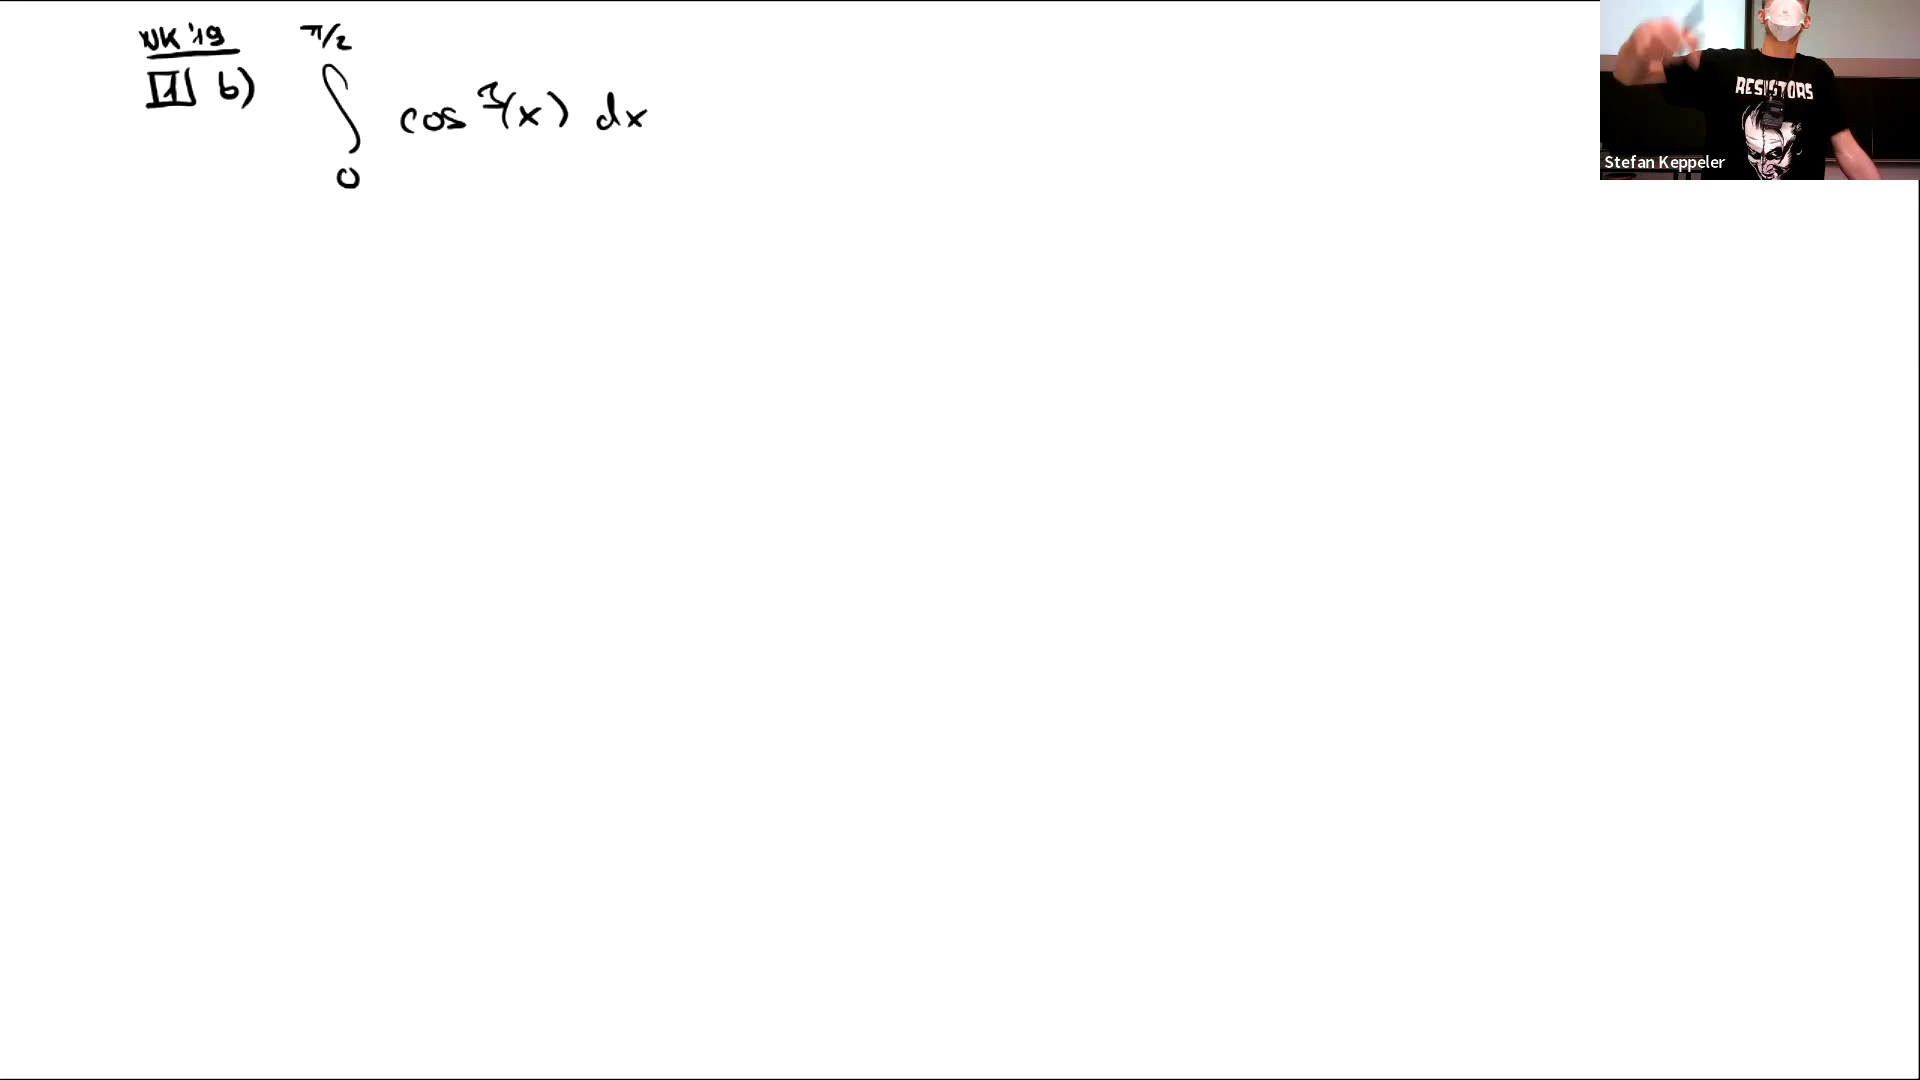 WK '19
1 b) ∫₀^{π/2} cos³(x) dx
RESISTORS
Stefan Keppeler